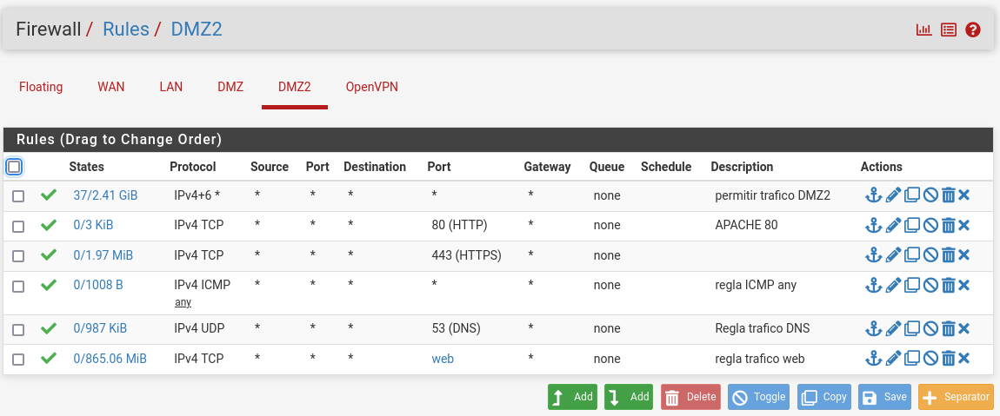 Firewall / Rules / DMZ2
Floating WAN LAN DMZ DMZ2 OpenVPN
Rules (Drag to Change Order)
States Protocol Source Port Destination Port Gateway Queue Schedule Description Actions
37/2.41 GiB IPv4+6 * * * * * * none permitir trafico DMZ2
0/3 KiB IPv4 TCP * * * 80 (HTTP) * none APACHE 80
0/1.97 MiB IPv4 TCP * * * 443 (HTTPS) * none
0/1008 B IPv4 ICMP * * * * * none regla ICMP any
any
0/987 KiB IPv4 UDP * * * 53 (DNS) * none Regla trafico DNS
0/865.06 MiB IPv4 TCP * * * web * none regla trafico web
Add Add Delete Toggle Copy Save Separator